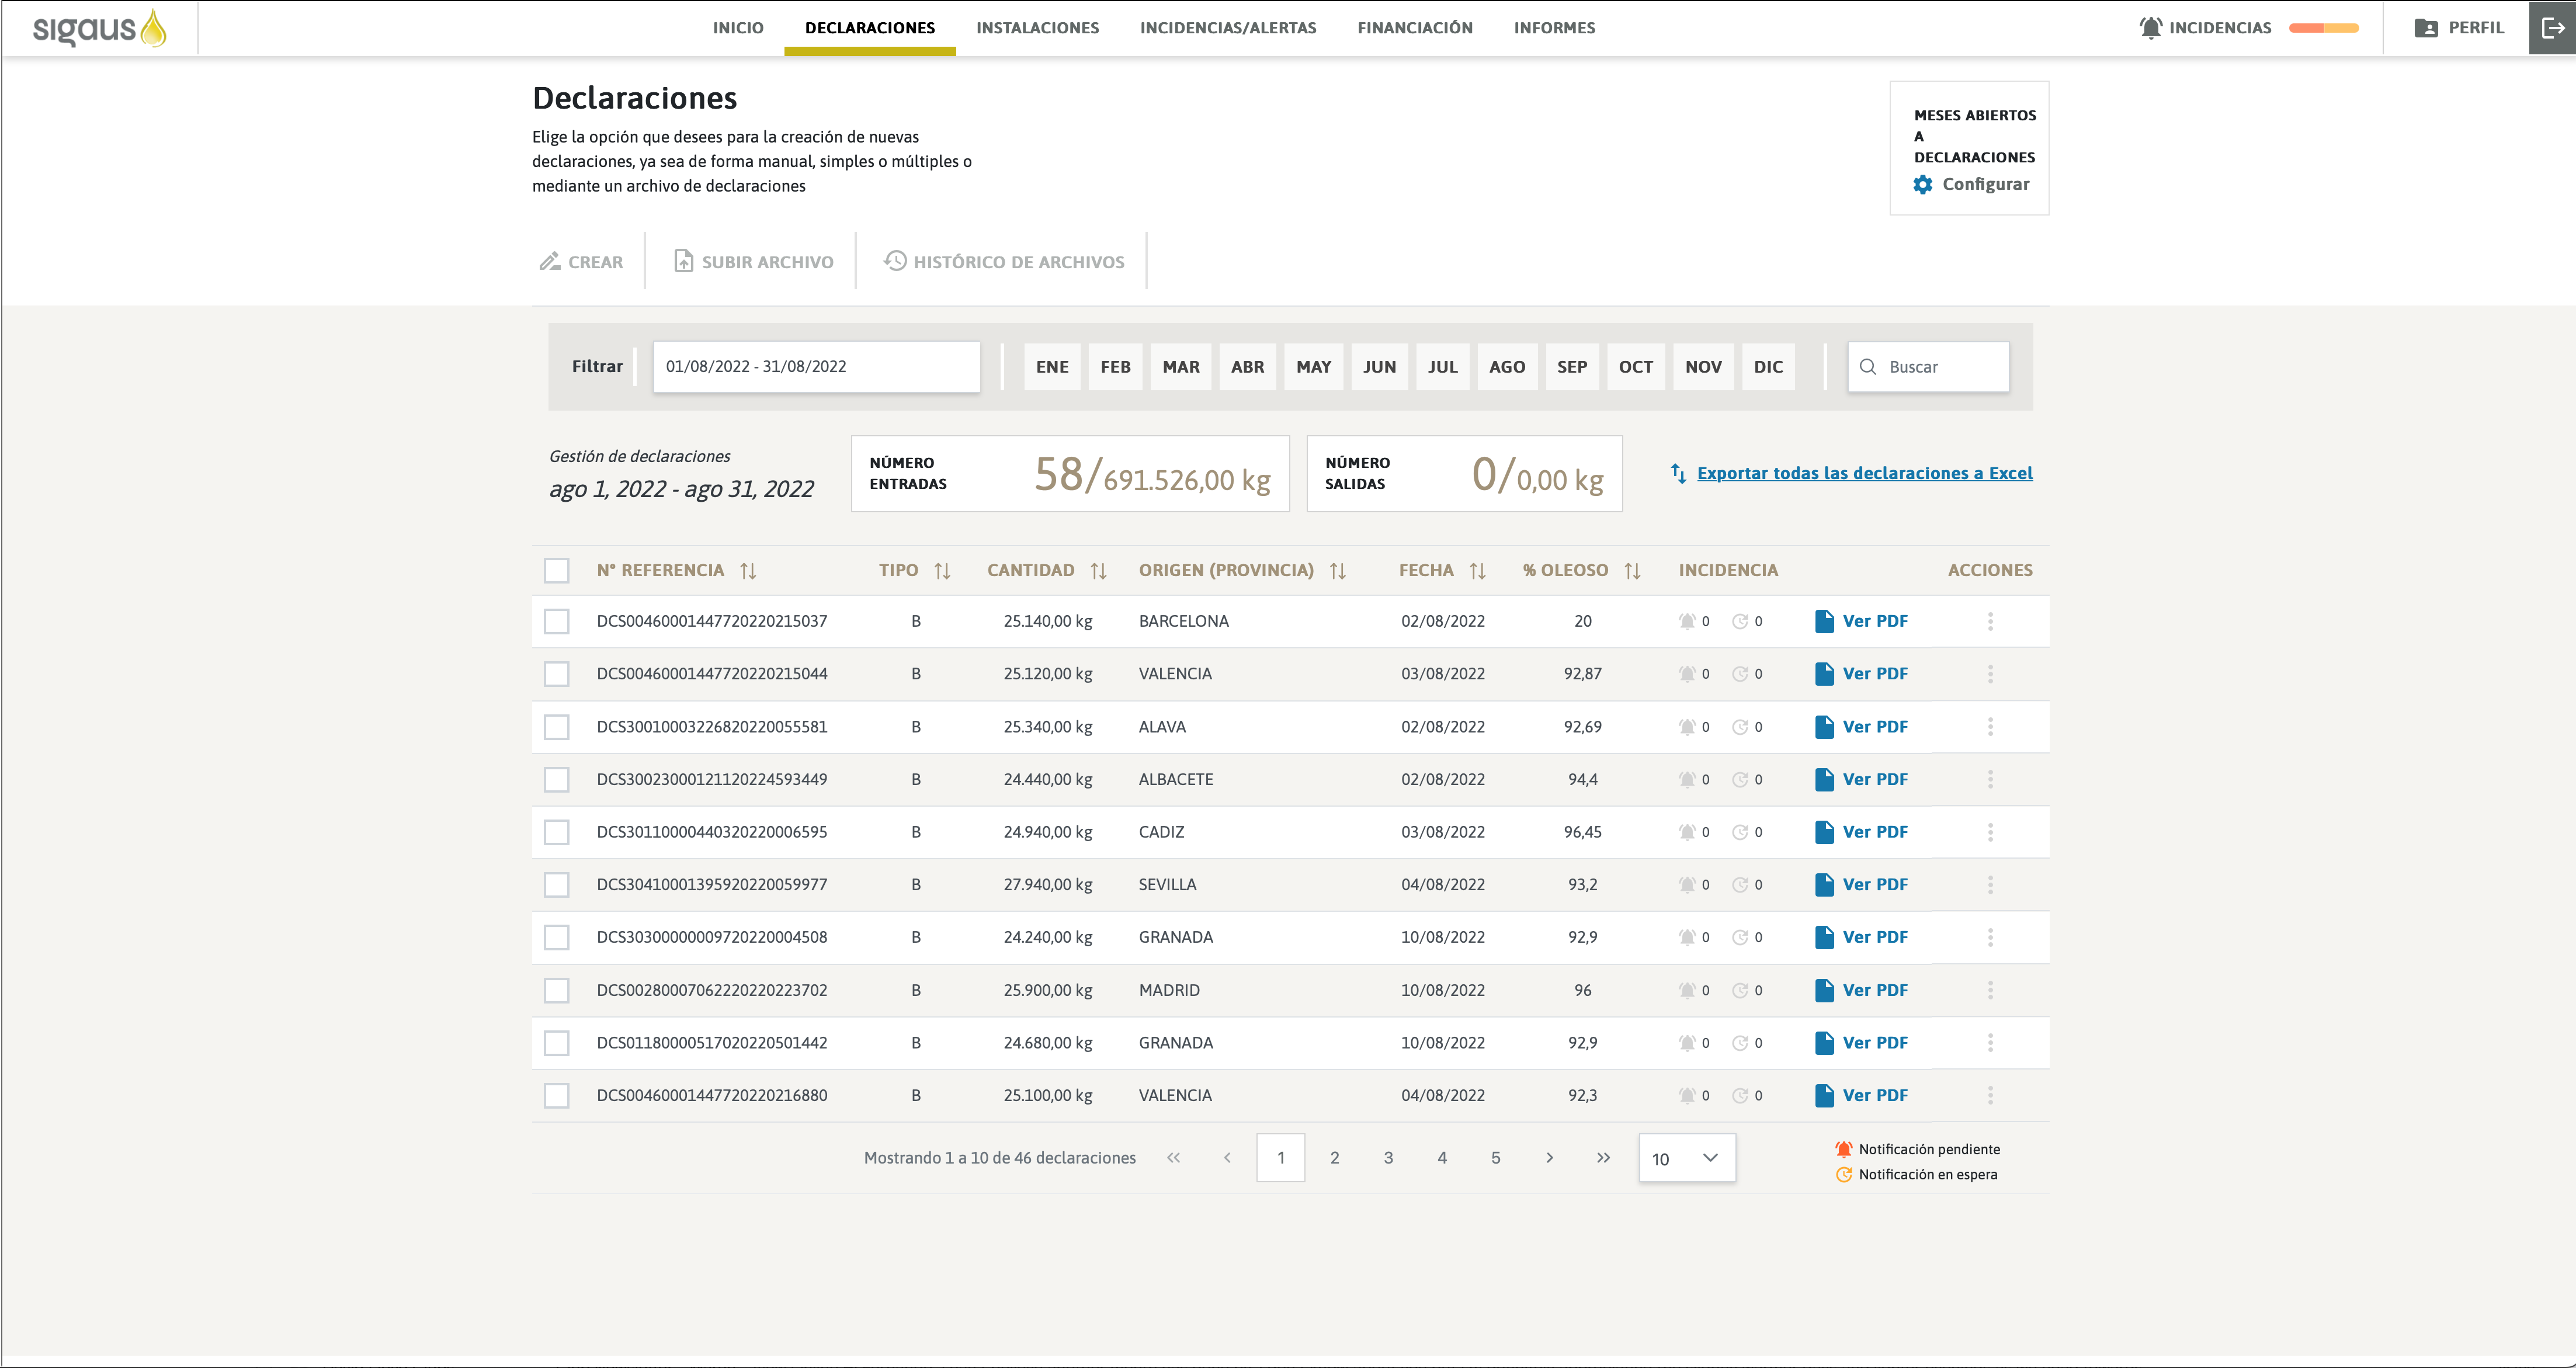 sigaus
INICIO DECLARACIONES INSTALACIONES INCIDENCIAS/ALERTAS FINANCIACIÓN INFORMES INCIDENCIAS PERFIL
Declaraciones
Elige la opción que desees para la creación de nuevas
declaraciones, ya sea de forma manual, simples o múltiples o
mediante un archivo de declaraciones
MESES ABIERTOS
A
DECLARACIONES
Configurar
CREAR SUBIR ARCHIVO HISTÓRICO DE ARCHIVOS
Filtrar 01/08/2022 - 31/08/2022 ENE FEB MAR ABR MAY JUN JUL AGO SEP OCT NOV DIC Buscar
Gestión de declaraciones
ago 1, 2022 - ago 31, 2022
NÚMERO
ENTRADAS
58/691.526,00 kg
NÚMERO
SALIDAS
0/0,00 kg
Exportar todas las declaraciones a Excel
Nº REFERENCIA TIPO CANTIDAD ORIGEN (PROVINCIA) FECHA % OLEOSO INCIDENCIA ACCIONES
DCS00460001447720220215037 B 25.140,00 kg BARCELONA 02/08/2022 20 0 0 Ver PDF
DCS00460001447720220215044 B 25.120,00 kg VALENCIA 03/08/2022 92,87 0 0 Ver PDF
DCS30010003226820220055581 B 25.340,00 kg ALAVA 02/08/2022 92,69 0 0 Ver PDF
DCS30023000121120224593449 B 24.440,00 kg ALBACETE 02/08/2022 94,4 0 0 Ver PDF
DCS30110000440320220006595 B 24.940,00 kg CADIZ 03/08/2022 96,45 0 0 Ver PDF
DCS30410001395920220059977 B 27.940,00 kg SEVILLA 04/08/2022 93,2 0 0 Ver PDF
DCS30300000009720220004508 B 24.240,00 kg GRANADA 10/08/2022 92,9 0 0 Ver PDF
DCS00280007062220220223702 B 25.900,00 kg MADRID 10/08/2022 96 0 0 Ver PDF
DCS01180000517020220501442 B 24.680,00 kg GRANADA 10/08/2022 92,9 0 0 Ver PDF
DCS00460001447720220216880 B 25.100,00 kg VALENCIA 04/08/2022 92,3 0 0 Ver PDF
Mostrando 1 a 10 de 46 declaraciones 1 2 3 4 5 10
Notificación pendiente
Notificación en espera